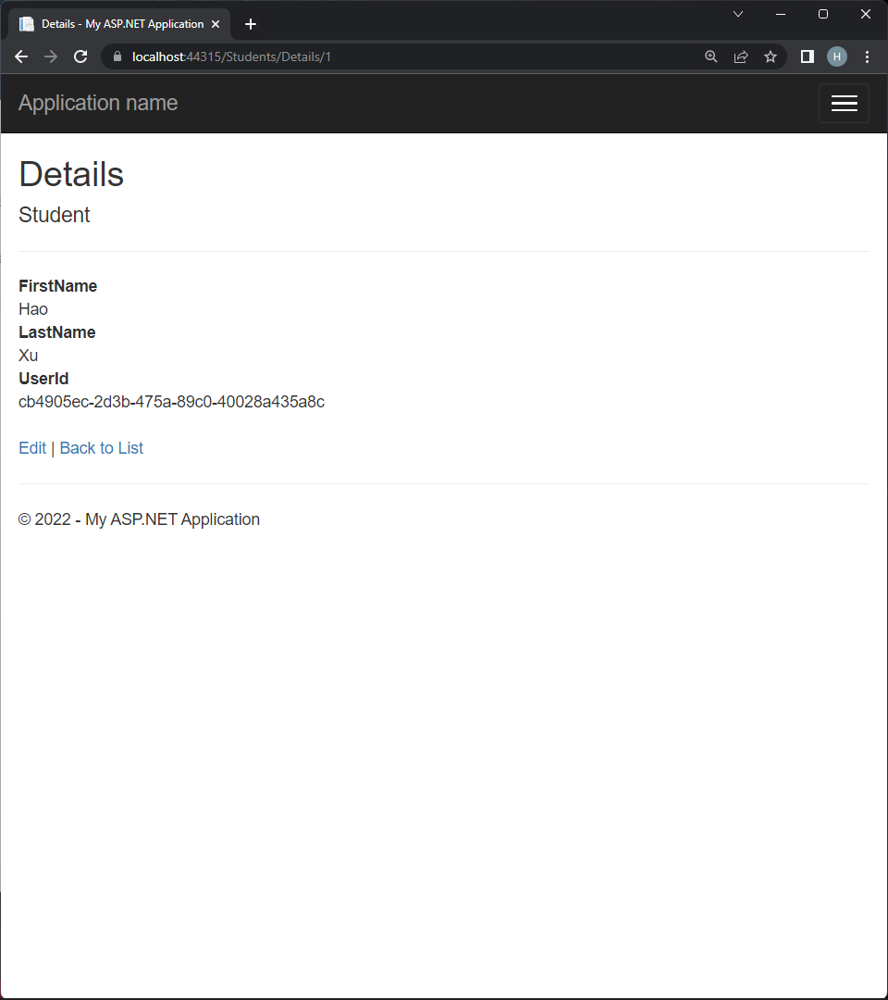 Details - My ASP.NET Application
localhost:44315/Students/Details/1
H
Application name
Details
Student
FirstName
Hao
LastName
Xu
UserId
cb4905ec-2d3b-475a-89c0-40028a435a8c
Edit | Back to List
© 2022 - My ASP.NET Application